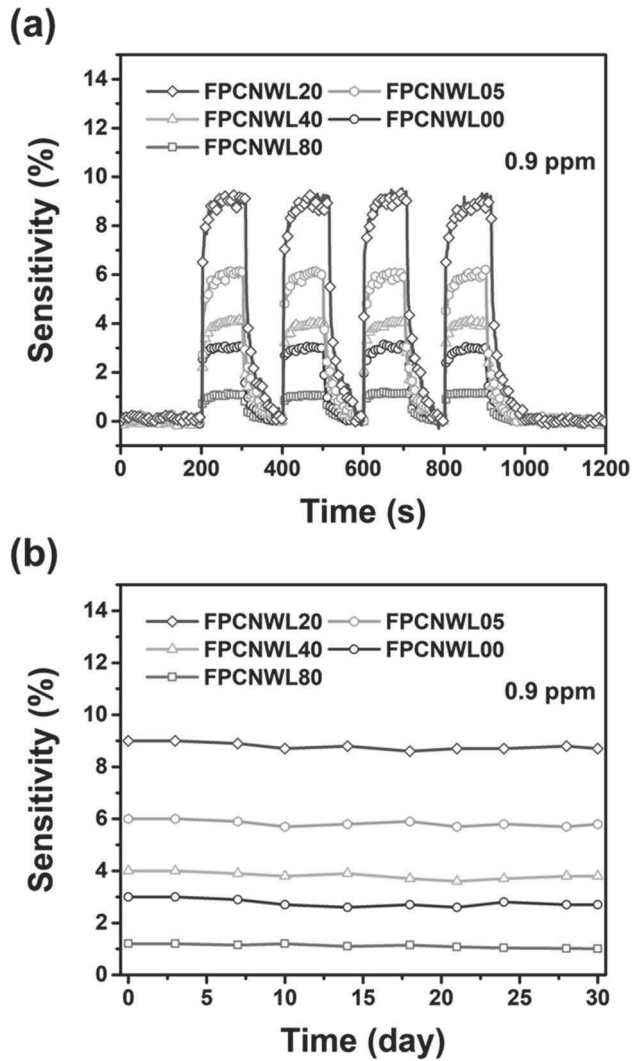 (a)
14
12
10
8
6
4
2
0
Sensitivity (%)
FPCNWL20
FPCNWL05
FPCNWL40
FPCNWL00
FPCNWL80
0.9 ppm
0 200 400 600 800 1000 1200
Time (s)
(b)
14
12
10
8
6
4
2
0
Sensitivity (%)
FPCNWL20
FPCNWL05
FPCNWL40
FPCNWL00
FPCNWL80
0.9 ppm
0 5 10 15 20 25 30
Time (day)